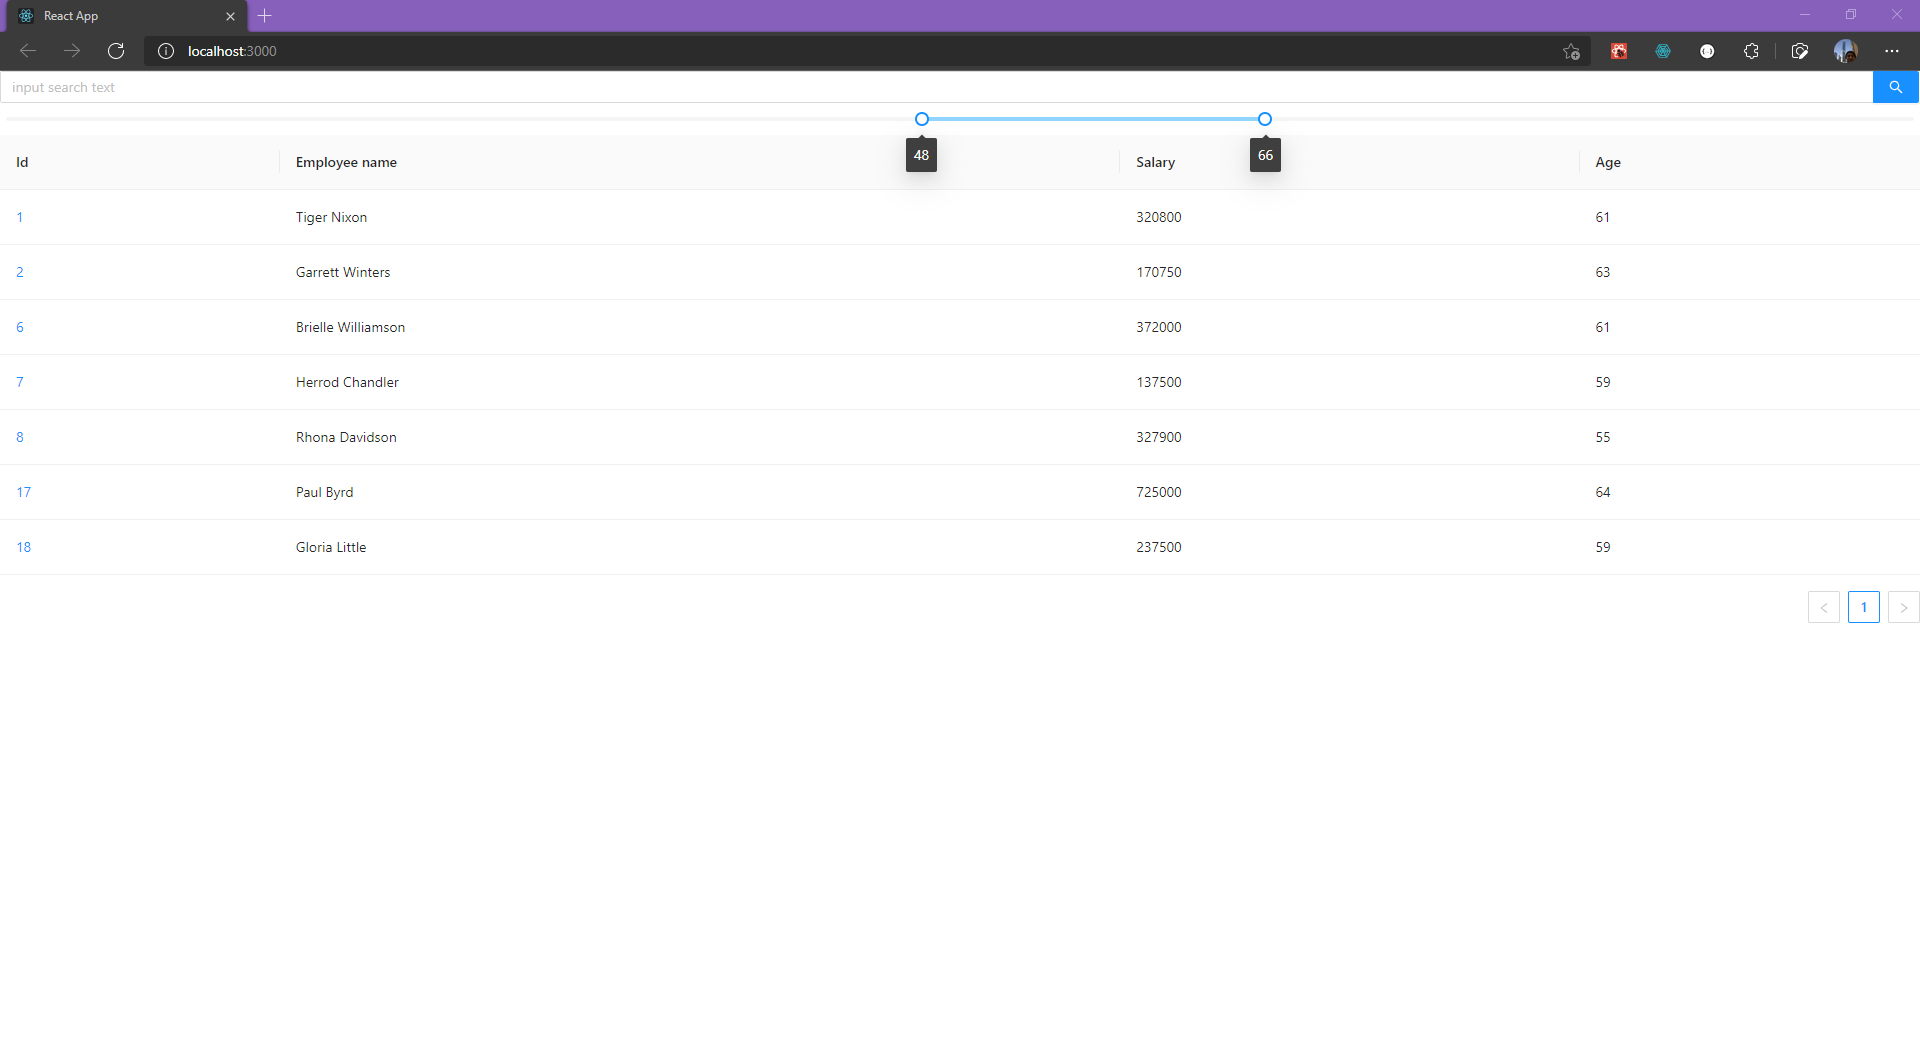 React App
localhost:3000
input search text
48
66
Id Employee name Salary Age
1 Tiger Nixon 320800 61
2 Garrett Winters 170750 63
6 Brielle Williamson 372000 61
7 Herrod Chandler 137500 59
8 Rhona Davidson 327900 55
17 Paul Byrd 725000 64
18 Gloria Little 237500 59
< 1 >